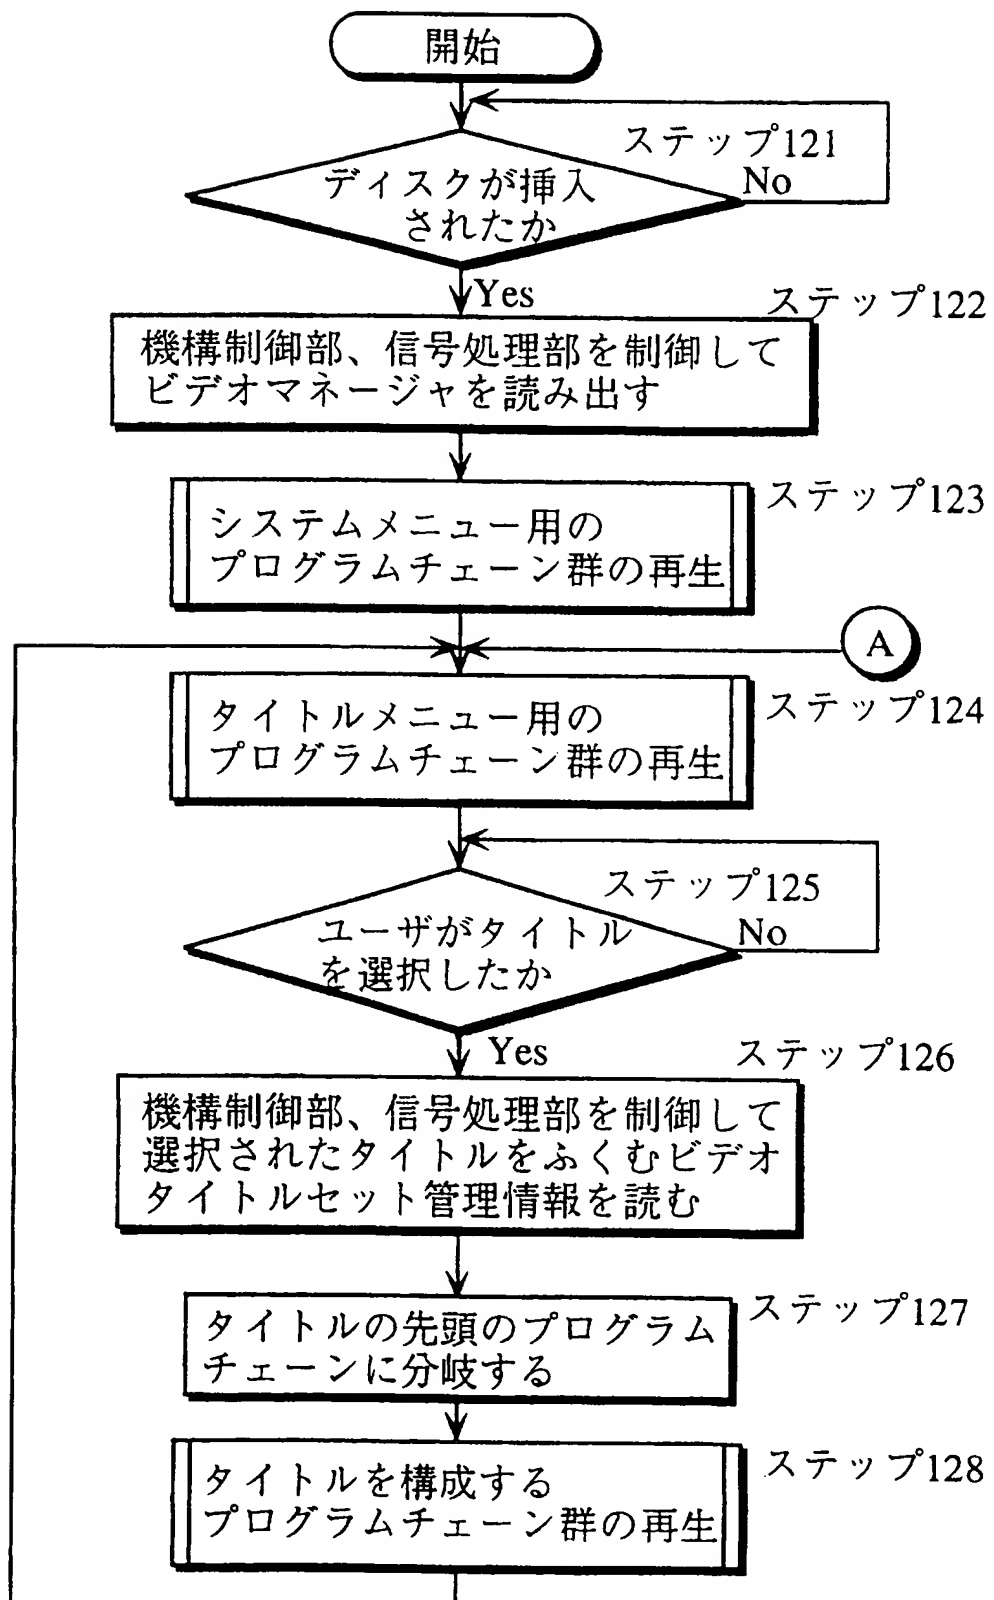 開始
ステップ121
No
ディスクが挿入
されたか
Yes
ステップ122
機構制御部、信号処理部を制御して
ビデオマネージャを読み出す
ステップ123
システムメニュー用の
プログラムチェーン群の再生
A
ステップ124
タイトルメニュー用の
プログラムチェーン群の再生
ステップ125
No
ユーザがタイトル
を選択したか
Yes
ステップ126
機構制御部、信号処理部を制御して
選択されたタイトルをふくむビデオ
タイトルセット管理情報を読む
ステップ127
タイトルの先頭のプログラム
チェーンに分岐する
ステップ128
タイトルを構成する
プログラムチェーン群の再生